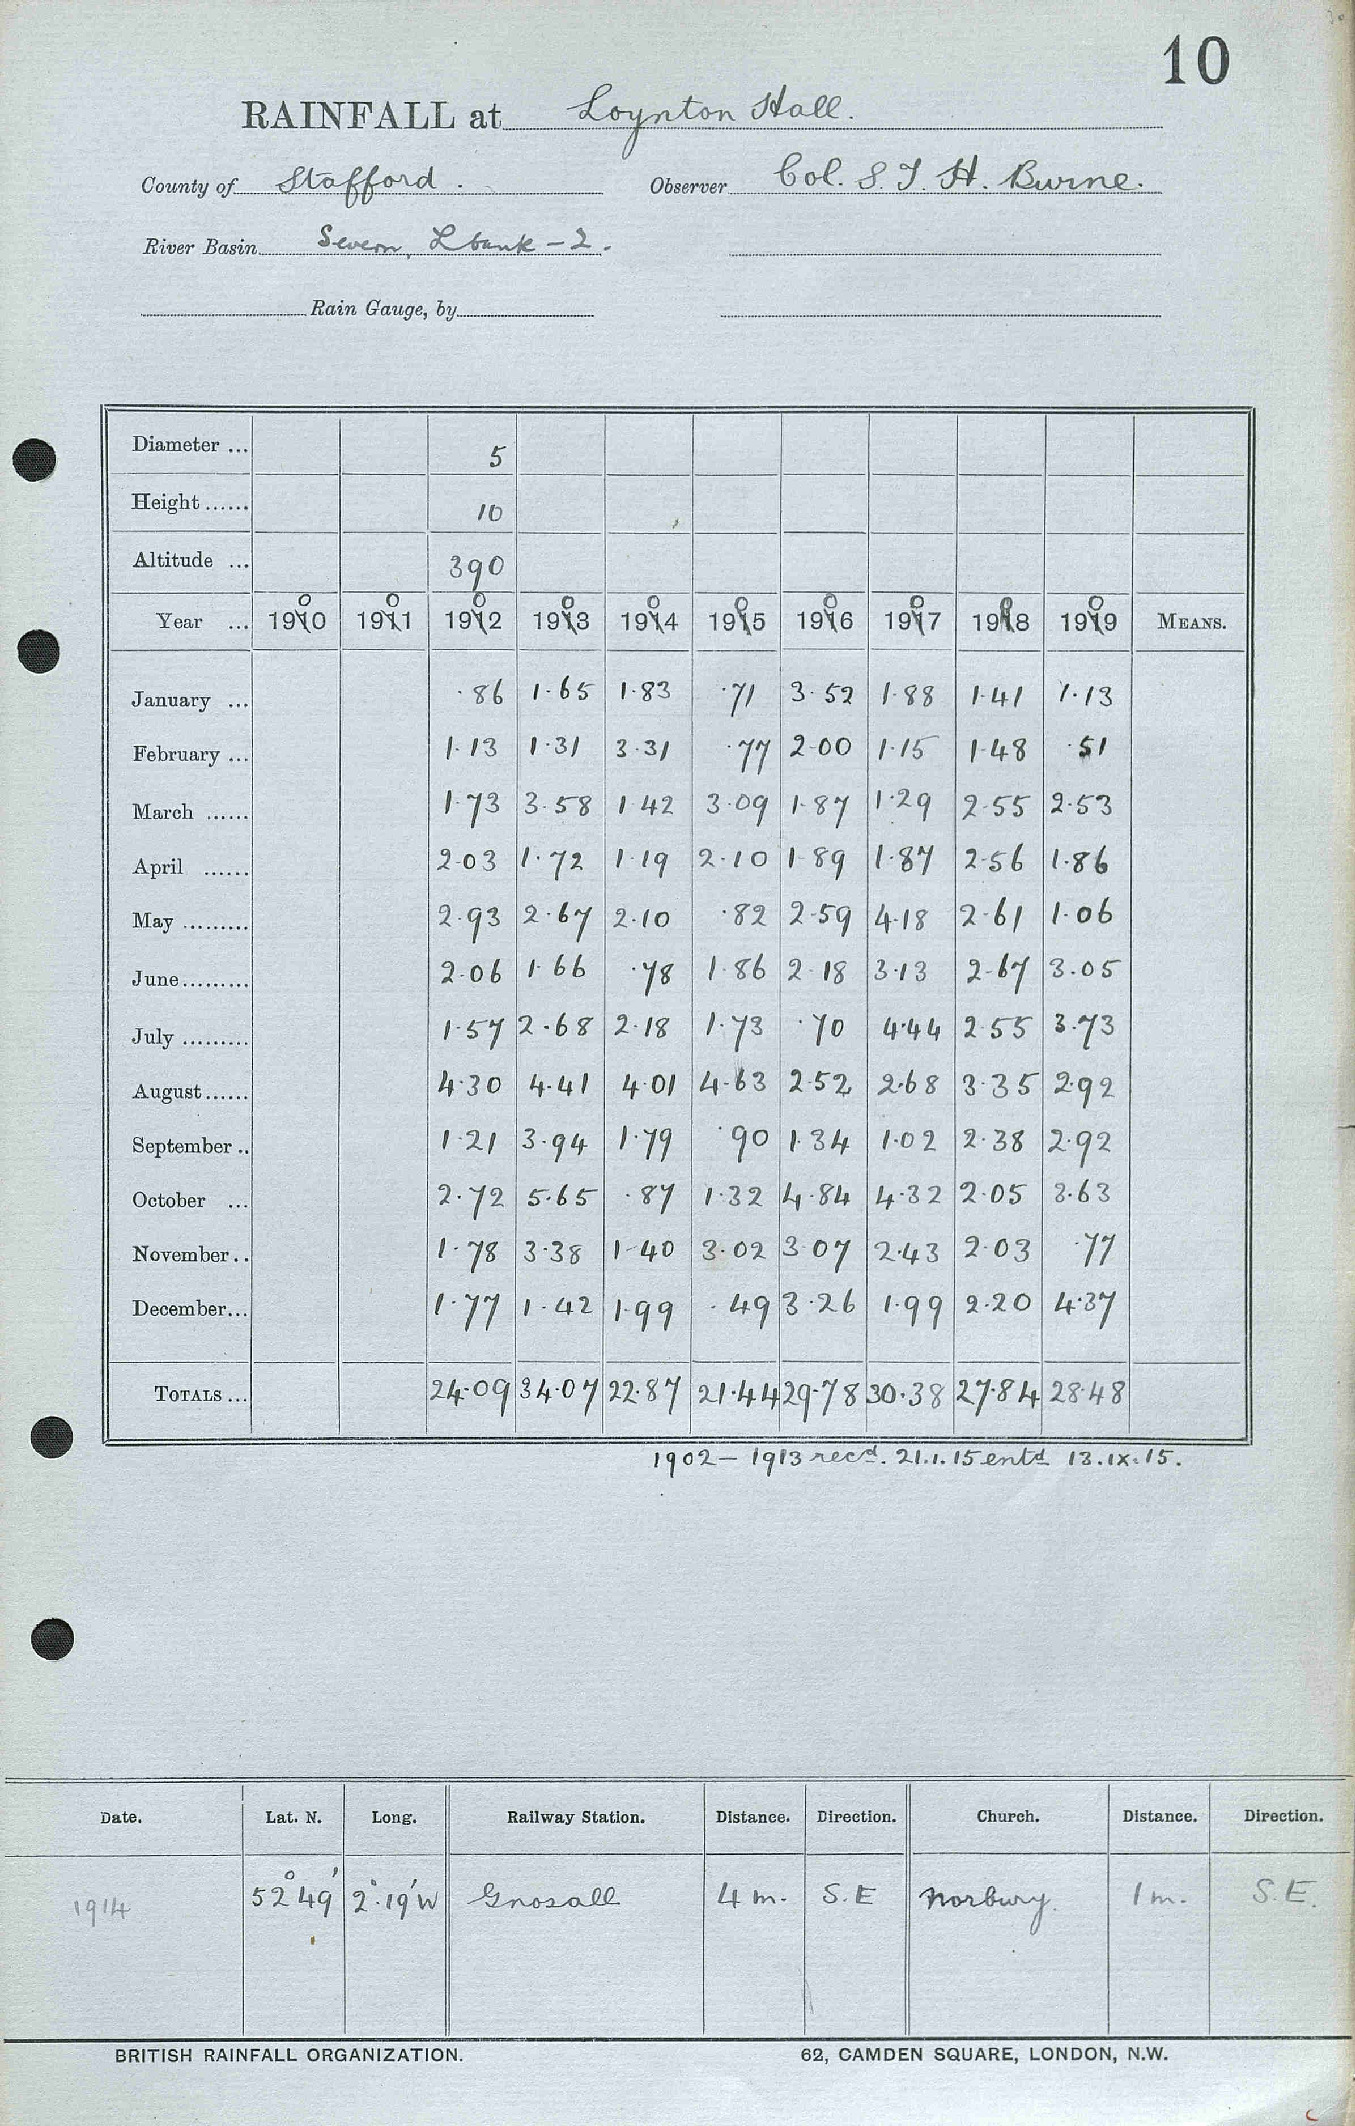 10
RAINFALL at Loynton Hall.
County of Stafford. Observer Col. S. T. H. Burne.
River Basin Severn, L bank - 2.
Rain Gauge, by
Diameter ... 5
Height ...... 10
Altitude ... 390
0 0 0 0 0 0 0 0 0 0
Year ... 1910 1911 1912 1913 1914 1915 1916 1917 1918 1919 MEANS.
January ... ·86 1·65 1·83 ·71 3·52 1·88 1·41 1·13
February ... 1·13 1·31 3·31 ·77 2·00 1·15 1·48 ·51
March ...... 1·73 3·58 1·42 3·09 1·87 1·29 2·55 2·53
April ...... 2·03 1·72 1·19 2·10 1·89 1·87 2·56 1·86
May ......... 2·93 2·67 2·10 ·82 2·59 4·18 2·61 1·06
June......... 2·06 1·66 ·78 1·86 2·18 3·13 2·67 3·05
July ......... 1·57 2·68 2·18 1·73 ·70 4·44 2·55 3·73
August...... 4·30 4·41 4·01 4·63 2·52 2·68 3·35 2·92
September .. 1·21 3·94 1·79 ·90 1·34 1·02 2·38 2·92
October ... 2·72 5·65 ·87 1·32 4·84 4·32 2·05 3·63
November.. 1·78 3·38 1·40 3·02 3·07 2·43 2·03 ·77
December... 1·77 1·42 1·99 ·49 3·26 1·99 2·20 4·37
TOTALS ... 24·09 34·07 22·87 21·44 29·78 30·38 27·84 28·48
1902 – 1913 recd. 21.1.15 entd 13.ix.15.
Date. Lat. N. Long. Railway Station. Distance. Direction. Church. Distance. Direction.
1914 52°49' 2°·19'W Gnosall 4 m. S.E Norbury. 1 m. S.E.
BRITISH RAINFALL ORGANIZATION. 62, CAMDEN SQUARE, LONDON, N.W.